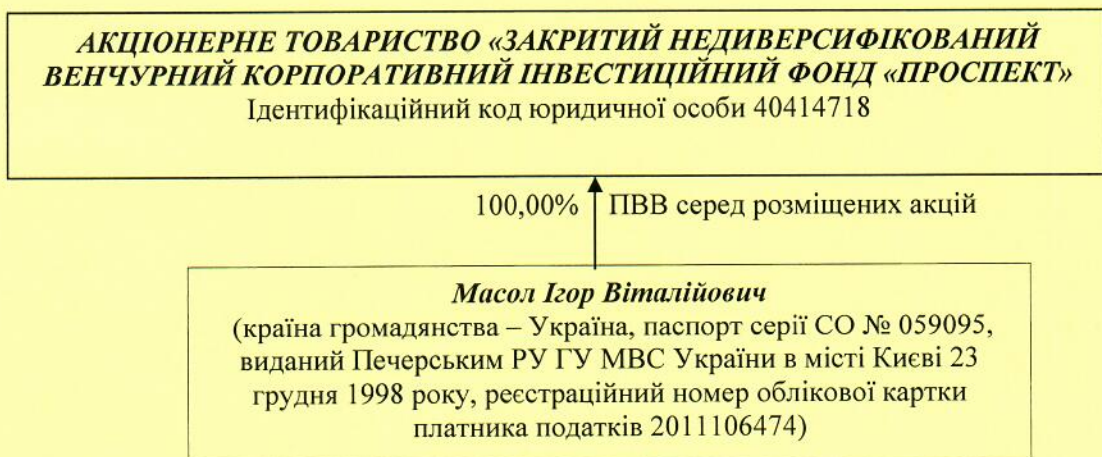 АКЦІОНЕРНЕ ТОВАРИСТВО «ЗАКРИТИЙ НЕДИВЕРСИФІКОВАНИЙ
ВЕНЧУРНИЙ КОРПОРАТИВНИЙ ІНВЕСТИЦІЙНИЙ ФОНД «ПРОСПЕКТ»
Ідентифікаційний код юридичної особи 40414718
100,00% ПВВ серед розміщених акцій
Масол Ігор Віталійович
(країна громадянства – Україна, паспорт серії СО № 059095,
виданий Печерським РУ ГУ МВС України в місті Києві 23
грудня 1998 року, реєстраційний номер облікової картки
платника податків 2011106474)